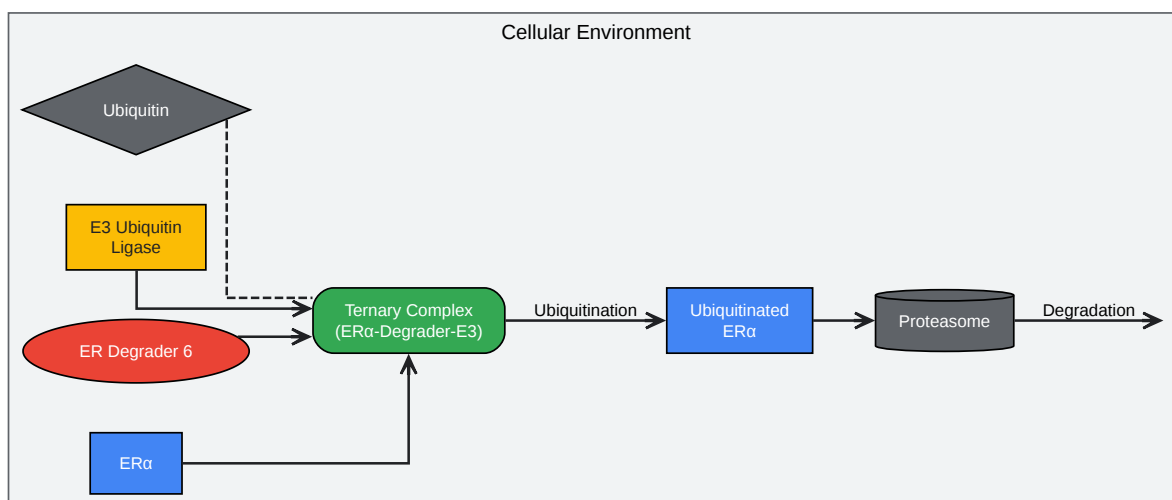 Cellular Environment
Ubiquitin
E3 Ubiquitin
Ligase
ER Degrader 6
ERα
Ternary Complex
(ERα-Degrader-E3)
Ubiquitination
Ubiquitinated
ERα
Proteasome
Degradation